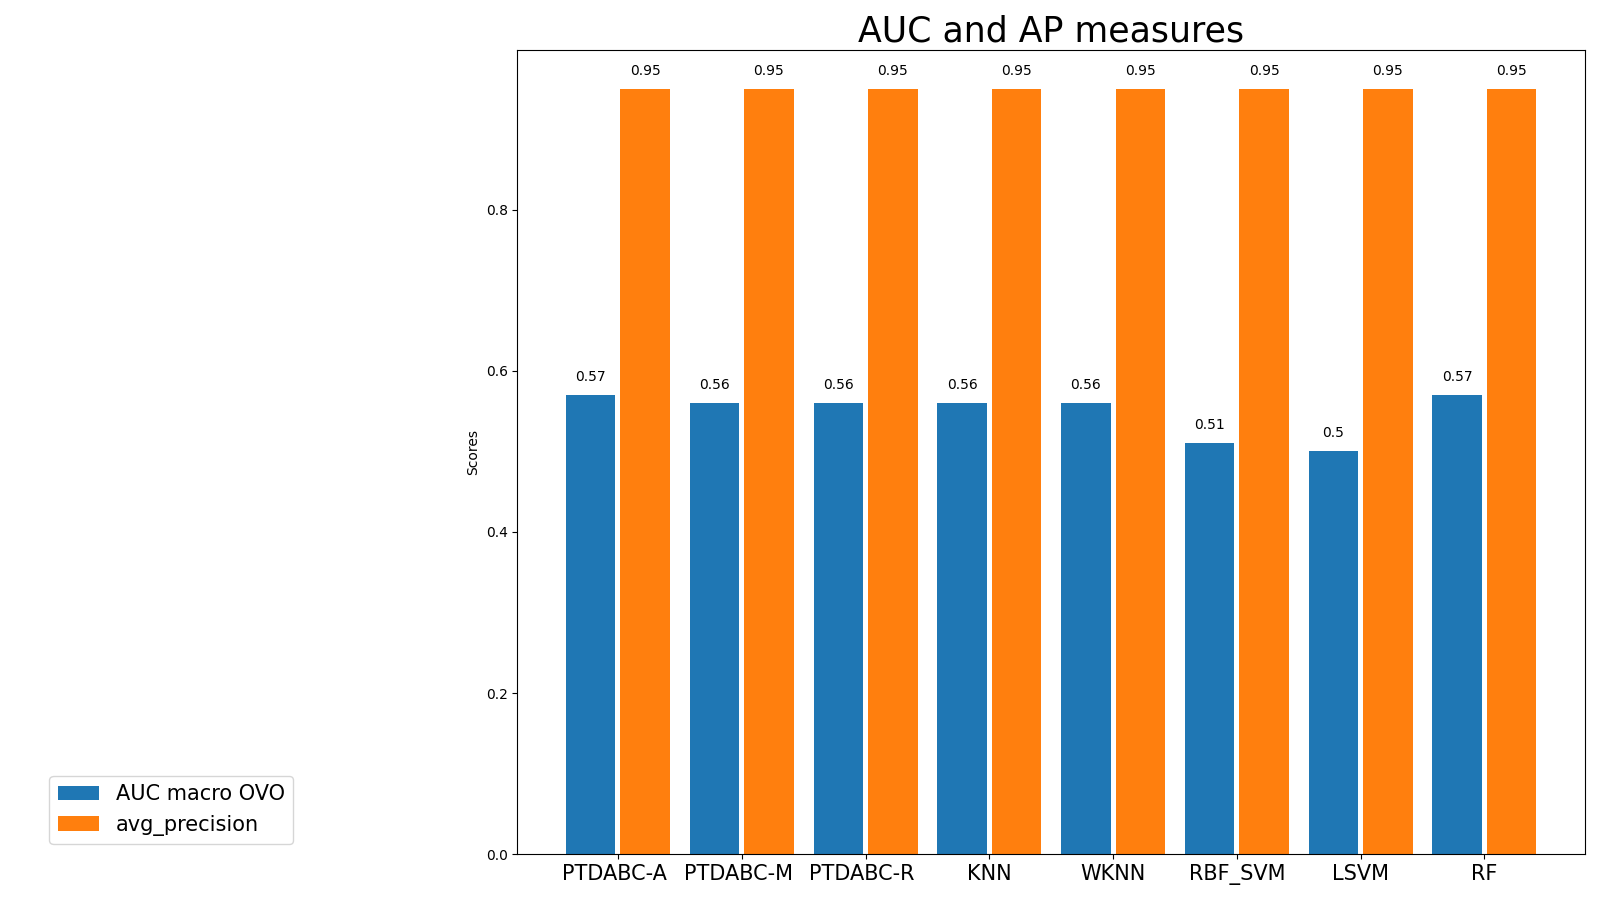 AUC and AP measures
0.95 0.95 0.95 0.95 0.95 0.95 0.95 0.95
0.8
0.57 0.56 0.56 0.56 0.56 0.51 0.5 0.57
0.6
Scores
0.4
0.2
0.0
PTDABC-A PTDABC-M PTDABC-R KNN WKNN RBF_SVM LSVM RF
AUC macro OVO
avg_precision